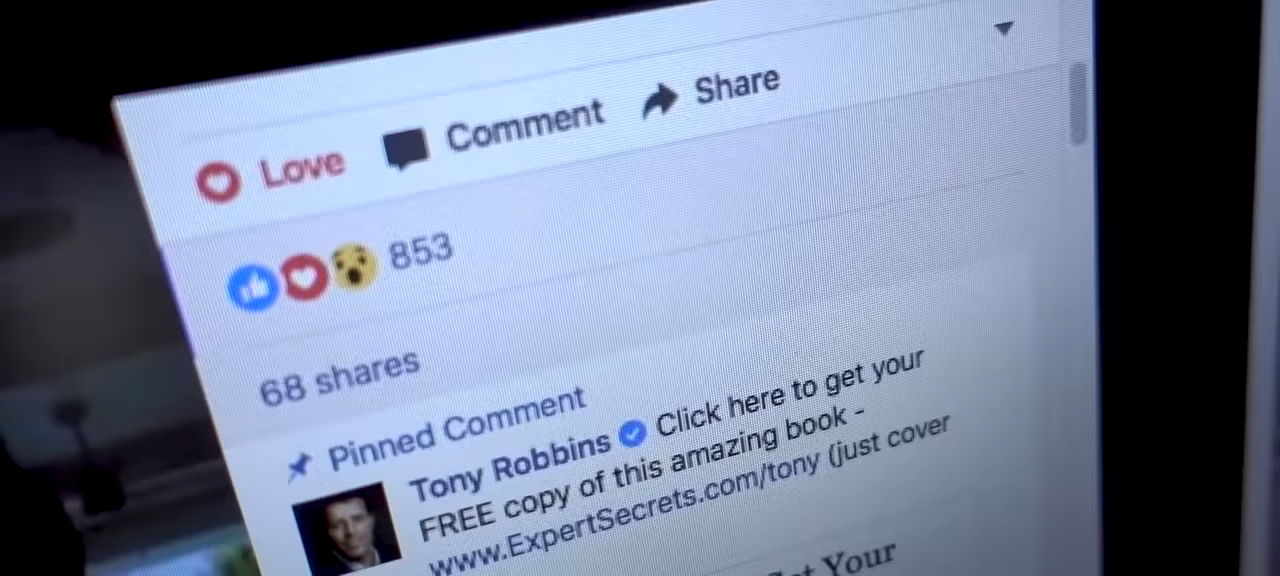 Love Comment Share
853
68 shares
Pinned Comment
Tony Robbins Click here to get your
FREE copy of this amazing book -
www.ExpertSecrets.com/tony (just cover
Your